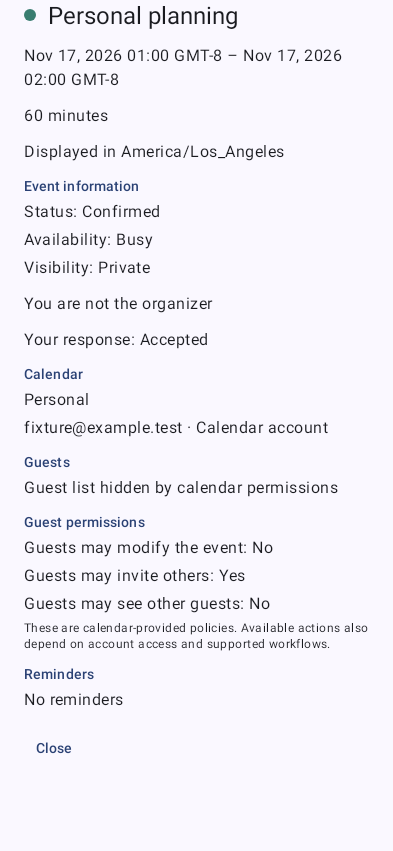 Personal planning
Nov 17, 2026 01:00 GMT-8 – Nov 17, 2026
02:00 GMT-8
60 minutes
Displayed in America/Los_Angeles
Event information
Status: Confirmed
Availability: Busy
Visibility: Private
You are not the organizer
Your response: Accepted
Calendar
Personal
fixture@example.test · Calendar account
Guests
Guest list hidden by calendar permissions
Guest permissions
Guests may modify the event: No
Guests may invite others: Yes
Guests may see other guests: No
These are calendar-provided policies. Available actions also
depend on account access and supported workflows.
Reminders
No reminders
Close